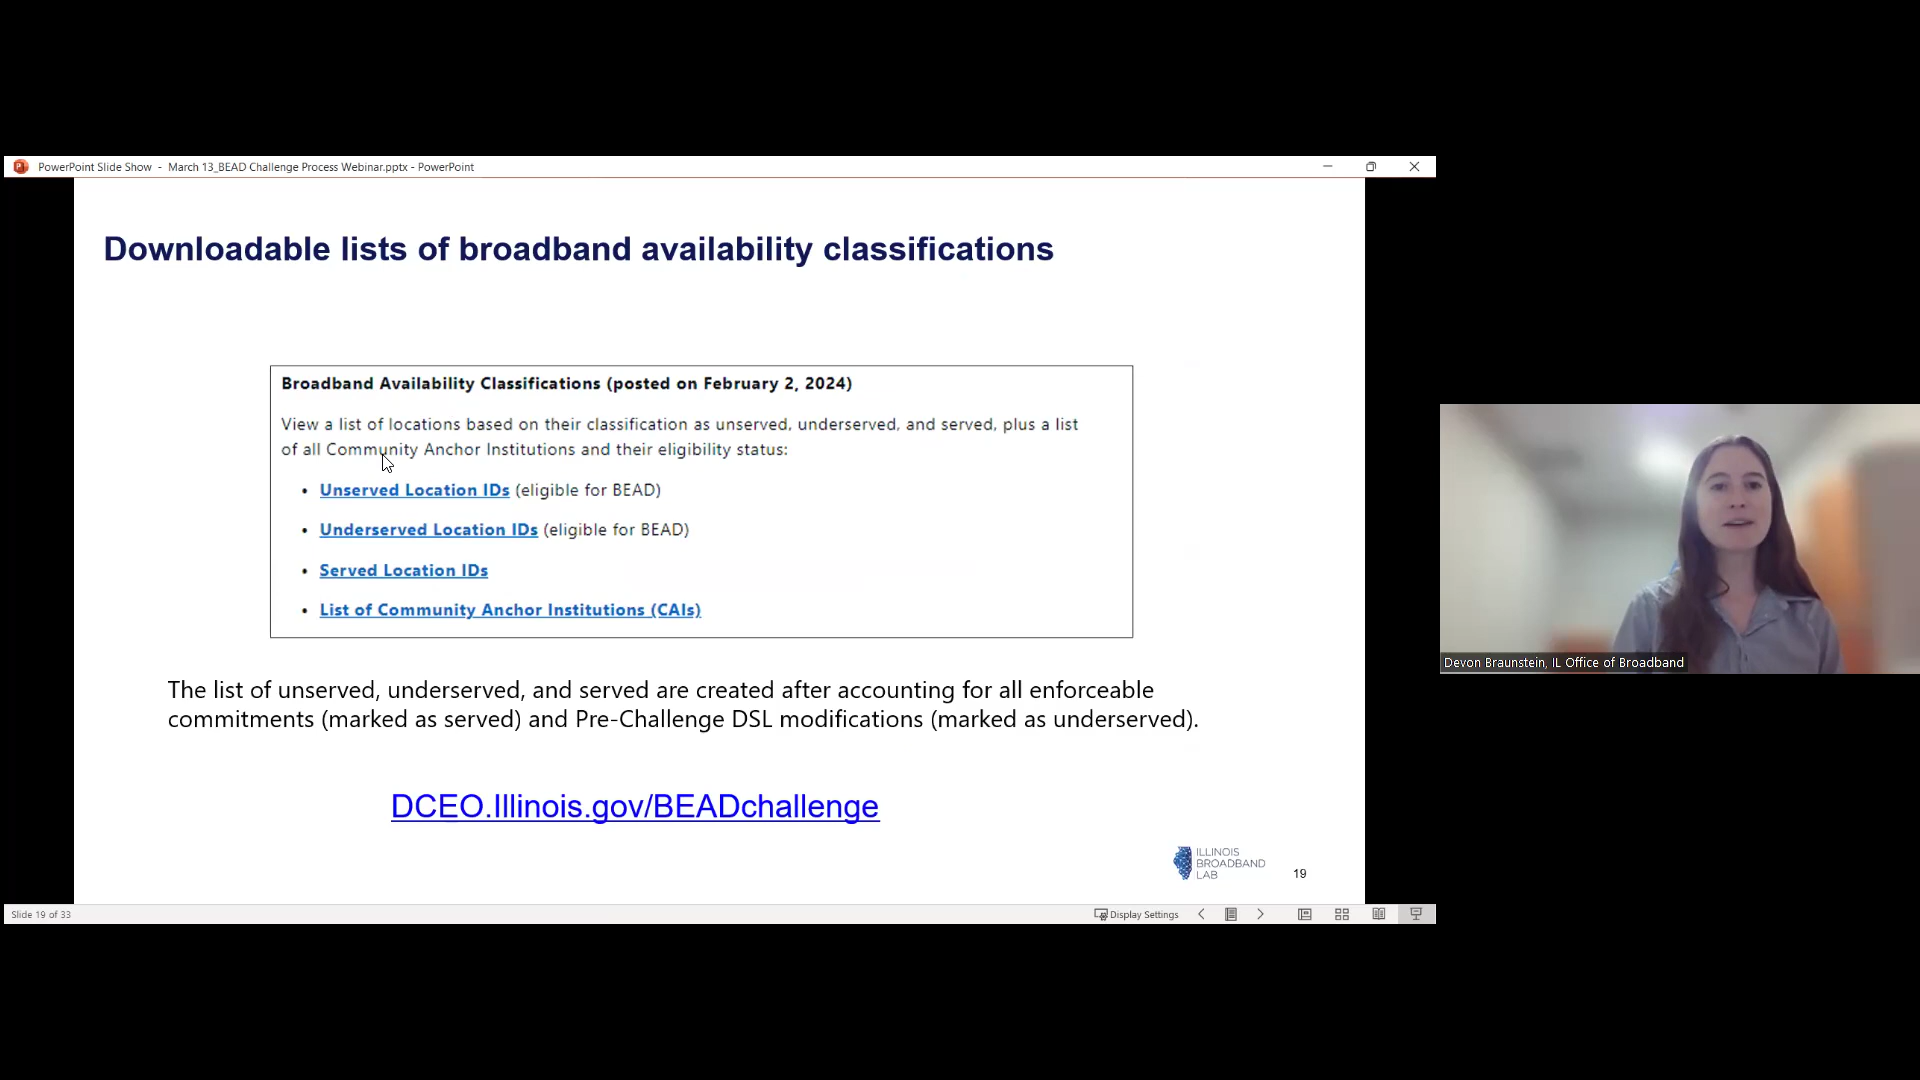 PowerPoint Slide Show - March 13_BEAD Challenge Process Webinar.pptx - PowerPoint
Downloadable lists of broadband availability classifications
Broadband Availability Classifications (posted on February 2, 2024)
View a list of locations based on their classification as unserved, underserved, and served, plus a list
of all Community Anchor Institutions and their eligibility status:
• Unserved Location IDs (eligible for BEAD)
• Underserved Location IDs (eligible for BEAD)
• Served Location IDs
• List of Community Anchor Institutions (CAIs)
The list of unserved, underserved, and served are created after accounting for all enforceable
commitments (marked as served) and Pre-Challenge DSL modifications (marked as underserved).
DCEO.Illinois.gov/BEADchallenge
ILLINOIS
BROADBAND
LAB
19
Slide 19 of 33
Display Settings
Devon Braunstein, IL Office of Broadband